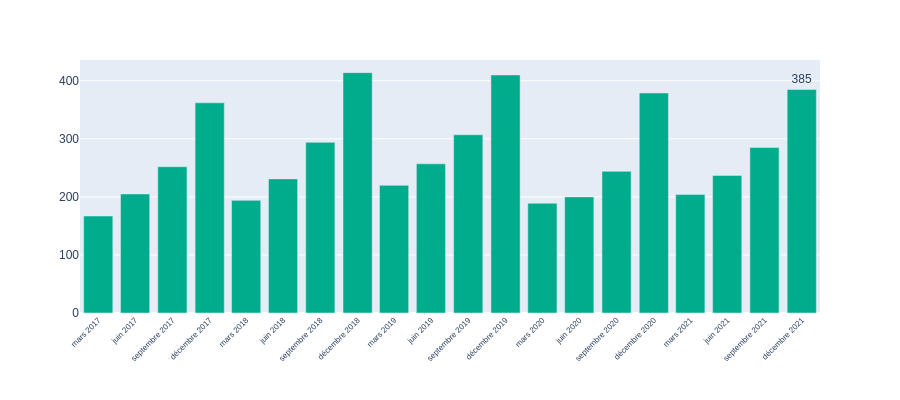 385
400
300
200
100
0
mars 2017
juin 2017
septembre 2017
décembre 2017
mars 2018
juin 2018
septembre 2018
décembre 2018
mars 2019
juin 2019
septembre 2019
décembre 2019
mars 2020
juin 2020
septembre 2020
décembre 2020
mars 2021
juin 2021
septembre 2021
décembre 2021